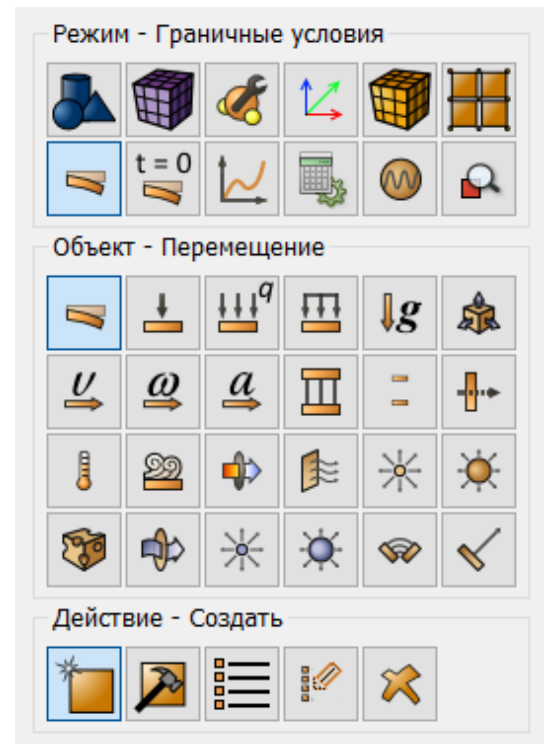 Режим - Граничные условия
t = 0
Объект - Перемещение
q
g
υ ω a
Действие - Создать